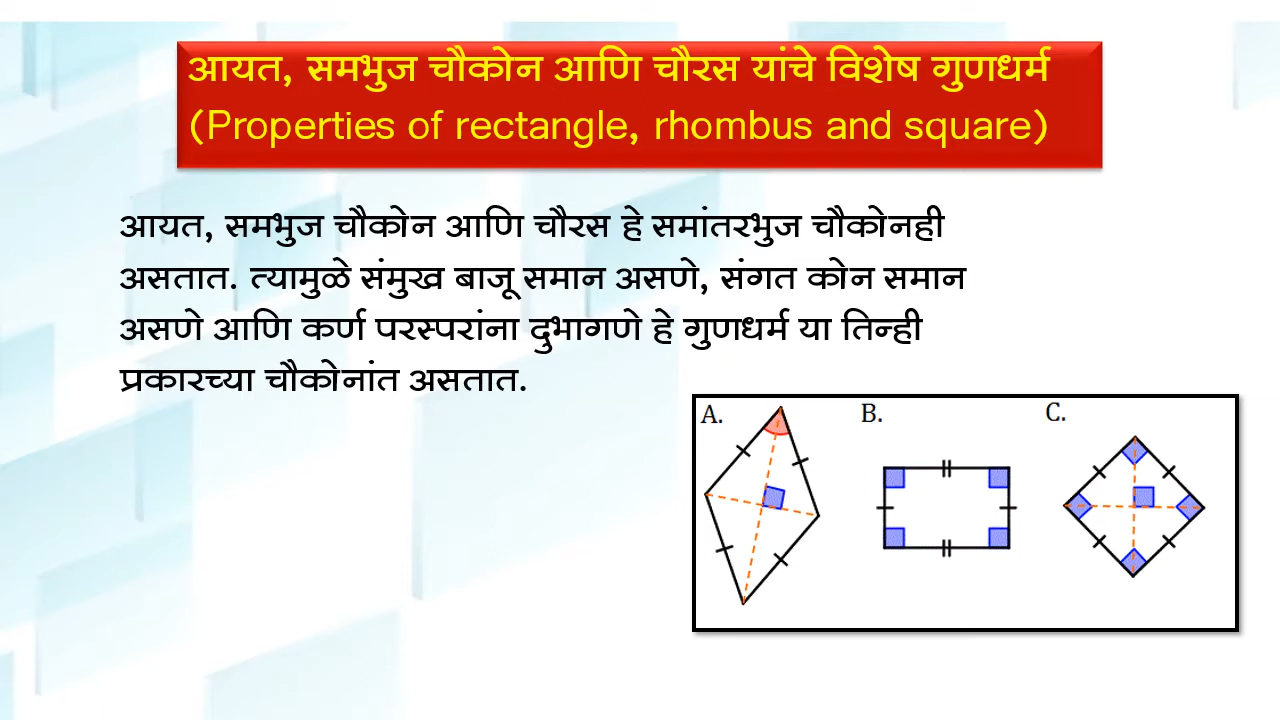 आयत, समभुज चौकोन आणि चौरस यांचे विशेष गुणधर्म
(Properties of rectangle, rhombus and square)
आयत, समभुज चौकोन आणि चौरस हे समांतरभुज चौकोनही
असतात. त्यामुळे संमुख बाजू समान असणे, संगत कोन समान
असणे आणि कर्ण परस्परांना दुभागणे हे गुणधर्म या तिन्ही
प्रकारच्या चौकोनांत असतात.
A. B. C.